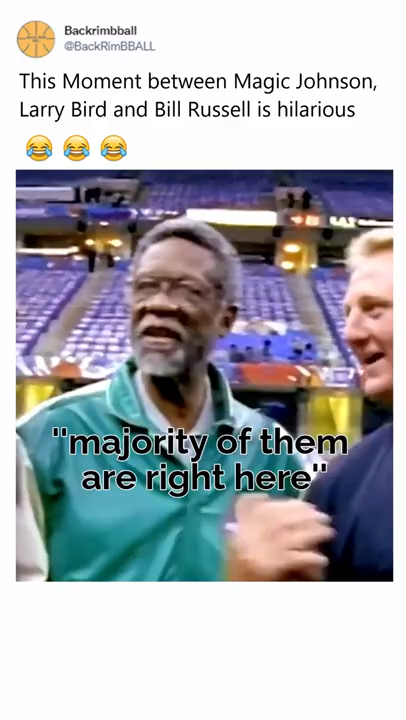 Backrimbball
@BackRimBBALL
This Moment between Magic Johnson,
Larry Bird and Bill Russell is hilarious
😂 😂 😂
"majority of them
are right here"